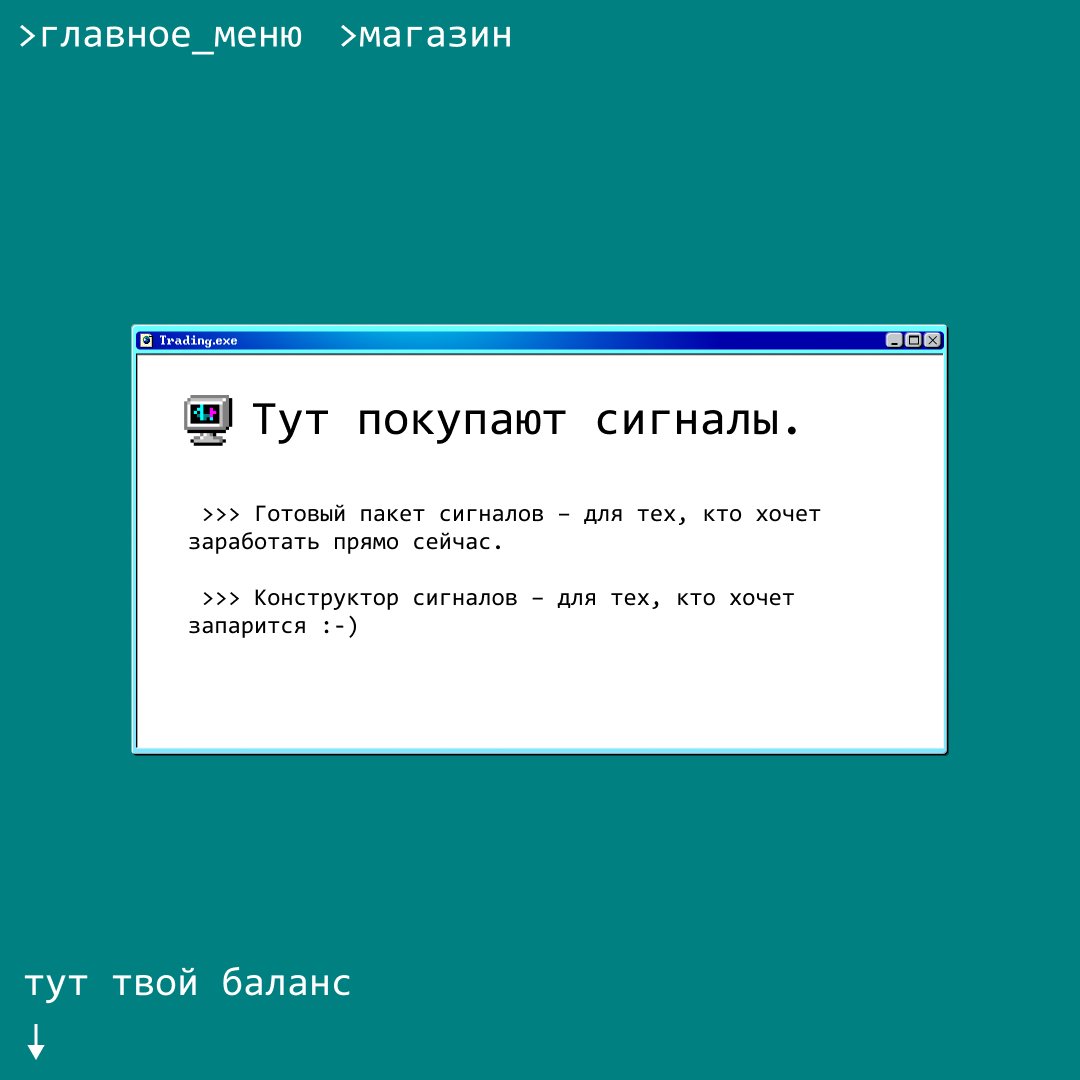 >главное_меню >магазин
Trading.exe
Тут покупают сигналы.
>>> Готовый пакет сигналов – для тех, кто хочет
заработать прямо сейчас.
>>> Конструктор сигналов – для тех, кто хочет
запарится :-)
тут твой баланс